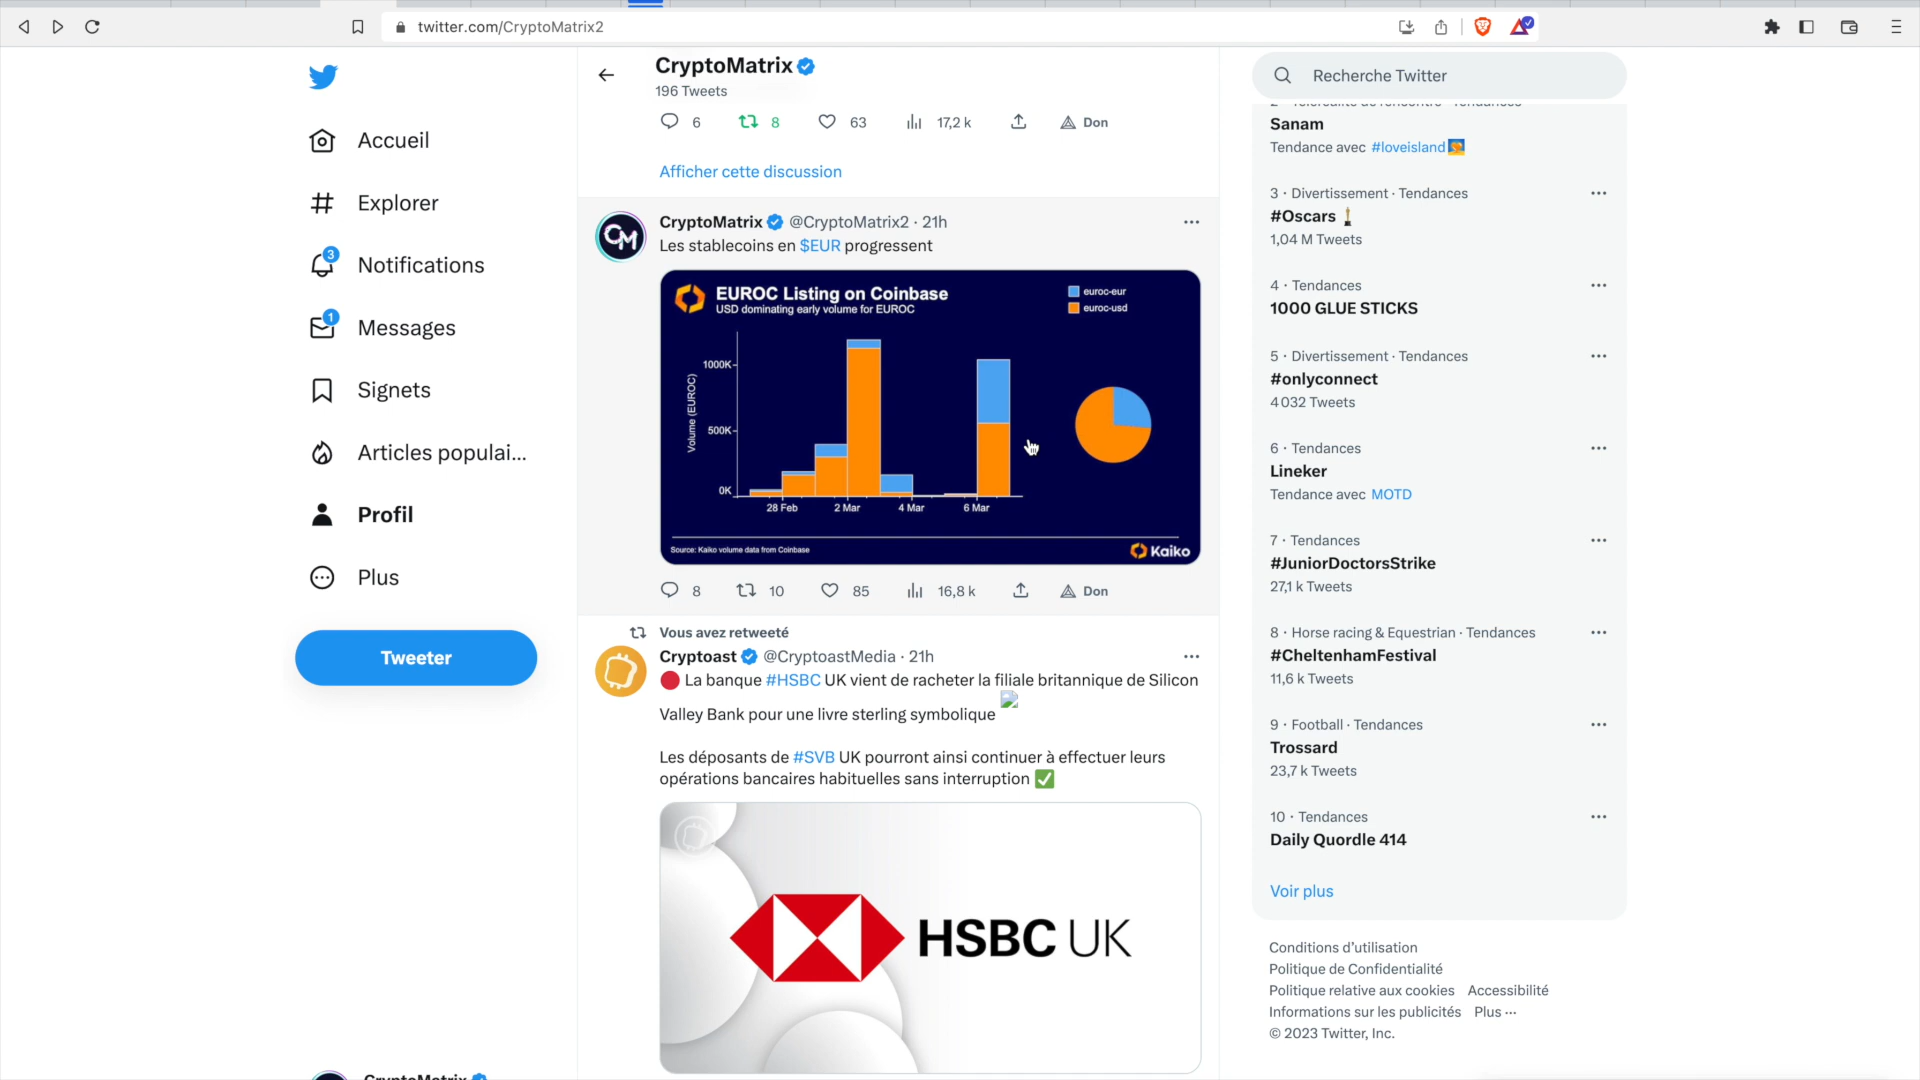 twitter.com/CryptoMatrix2
Accueil
Explorer
3
Notifications
1
Messages
Signets
Articles populai...
Profil
Plus
Tweeter
CryptoMatrix
CryptoMatrix
196 Tweets
6 8 63 17,2 k Don
Afficher cette discussion
CM
CryptoMatrix @CryptoMatrix2 · 21h
Les stablecoins en $EUR progressent
EUROC Listing on Coinbase
USD dominating early volume for EUROC
euroc-eur
euroc-usd
Volume (EUROC)
1000K
500K
0K
28 Feb 2 Mar 4 Mar 6 Mar
Source: Kaiko volume data from Coinbase
Kaiko
8 10 85 16,8 k Don
Vous avez retweeté
Cryptoast @CryptoastMedia · 21h
La banque #HSBC UK vient de racheter la filiale britannique de Silicon
Valley Bank pour une livre sterling symbolique
Les déposants de #SVB UK pourront ainsi continuer à effectuer leurs
opérations bancaires habituelles sans interruption
HSBC UK
Recherche Twitter
2 · Téléréalité de rencontre · Tendances
Sanam
Tendance avec #loveisland
3 · Divertissement · Tendances
#Oscars
1,04 M Tweets
4 · Tendances
1000 GLUE STICKS
5 · Divertissement · Tendances
#onlyconnect
4 032 Tweets
6 · Tendances
Lineker
Tendance avec MOTD
7 · Tendances
#JuniorDoctorsStrike
27,1 k Tweets
8 · Horse racing & Equestrian · Tendances
#CheltenhamFestival
11,6 k Tweets
9 · Football · Tendances
Trossard
23,7 k Tweets
10 · Tendances
Daily Quordle 414
Voir plus
Conditions d’utilisation
Politique de Confidentialité
Politique relative aux cookies Accessibilité
Informations sur les publicités Plus ···
© 2023 Twitter, Inc.